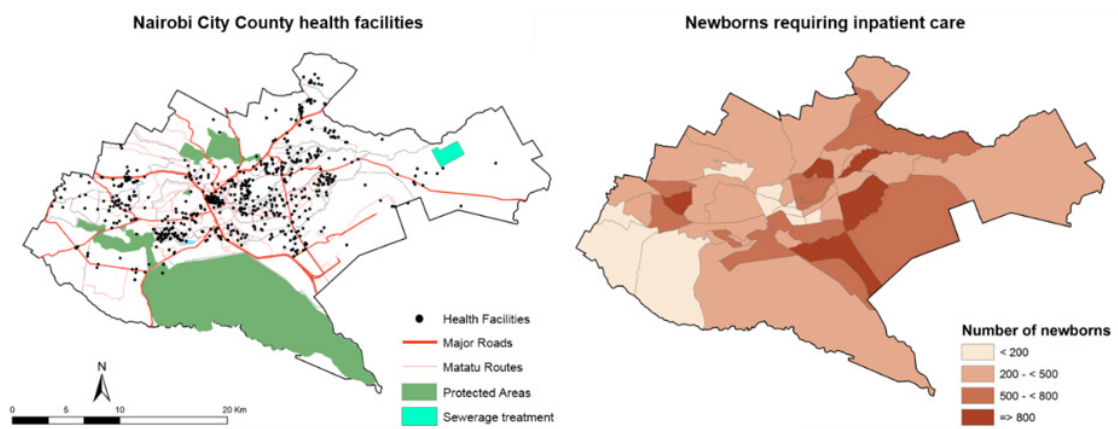 Nairobi City County health facilities
Newborns requiring inpatient care
Health Facilities
Major Roads
Matatu Routes
Protected Areas
Sewerage treatment
N
0 5 10 20 Km
Number of newborns
< 200
200 - < 500
500 - < 800
=> 800